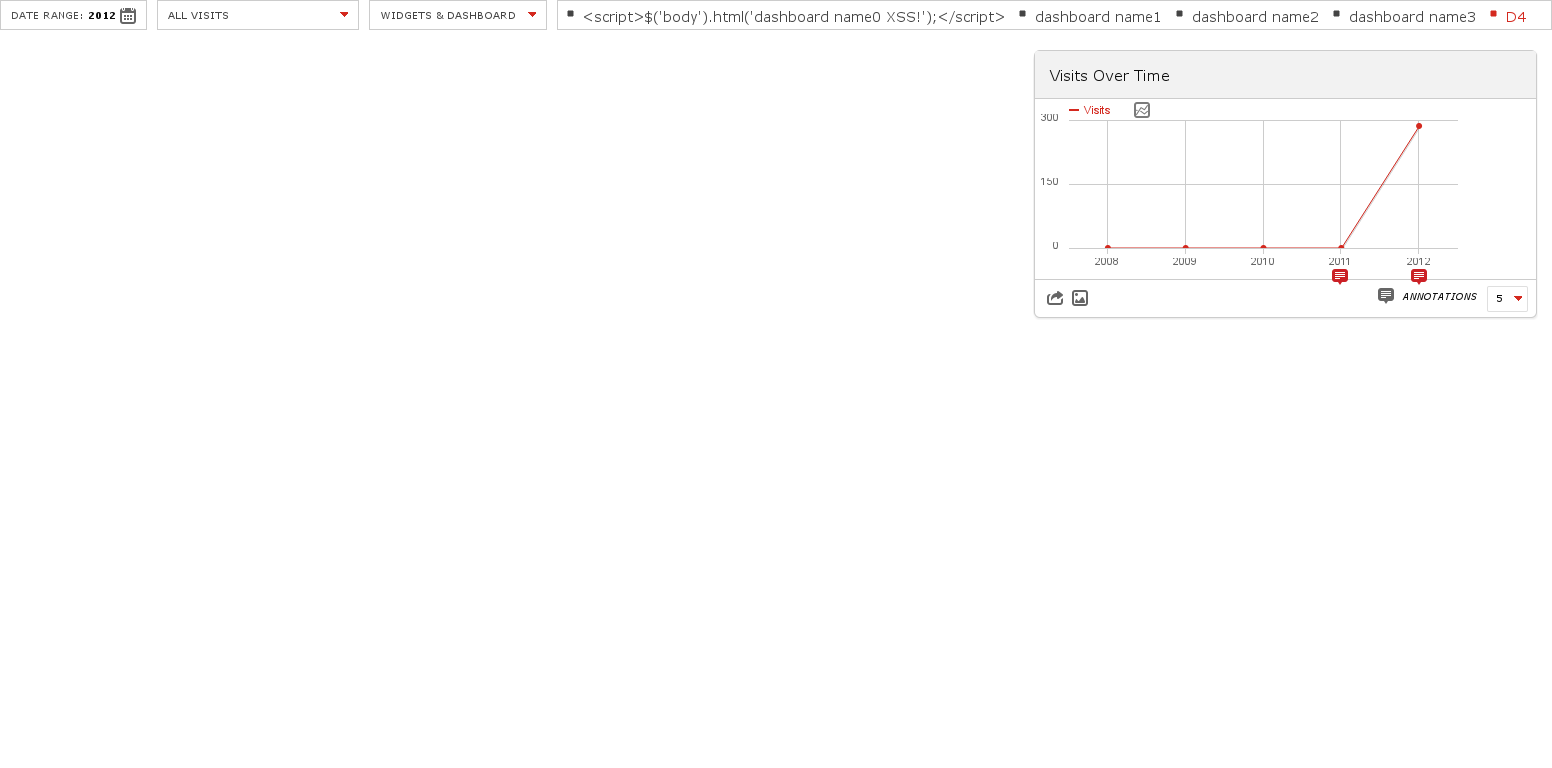 DATE RANGE: 2012
ALL VISITS
WIDGETS & DASHBOARD
<script>$('body').html('dashboard name0 XSS!');</script>
dashboard name1
dashboard name2
dashboard name3
D4
Visits Over Time
Visits
300
150
0
2008 2009 2010 2011 2012
ANNOTATIONS 5